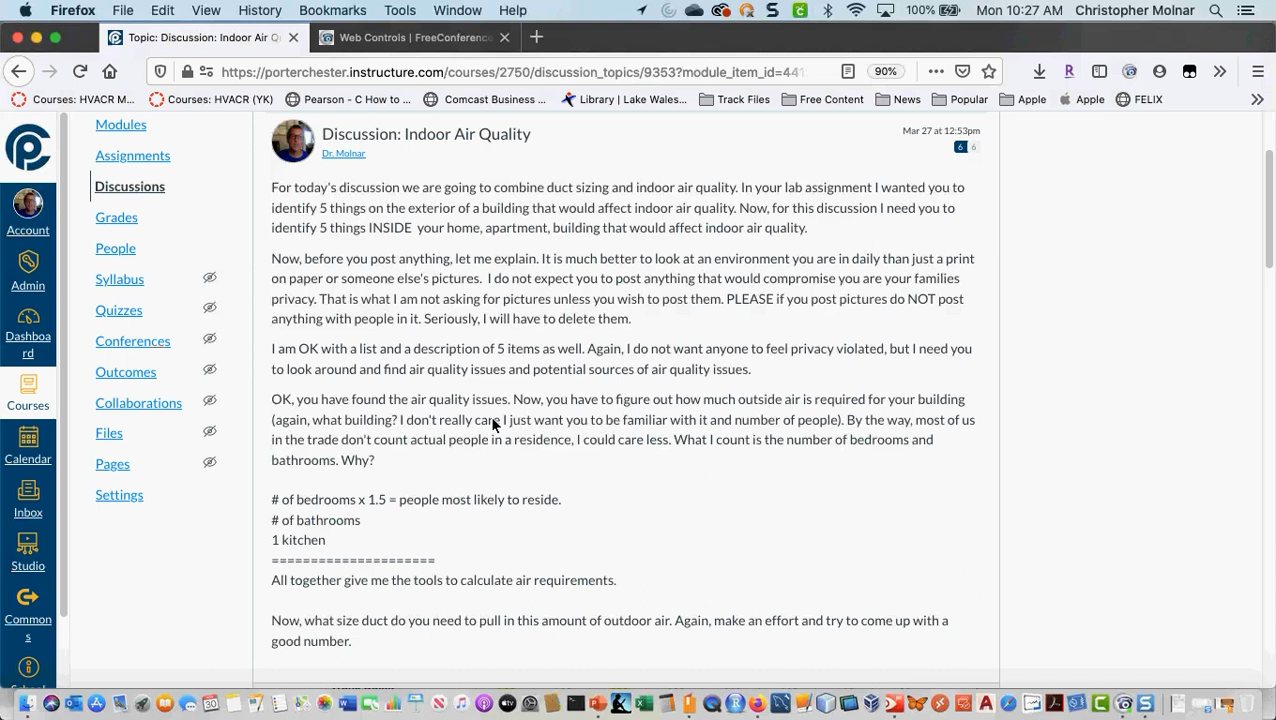 Firefox File Edit View History Bookmarks Tools Window Help 100% Mon 10:27 AM Christopher Molnar
Topic: Discussion: Indoor Air Q
Web Controls | FreeConference
https://porterchester.instructure.com/courses/2750/discussion_topics/9353?module_item_id=441
90%
Courses: HVACR M... Courses: HVACR (YK) Pearson - C How to ... Comcast Business ... Library | Lake Wales... Track Files Free Content News Popular Apple Apple FELIX
Account
Admin
Dashboa
rd
Courses
Calendar
Inbox
Studio
Common
s
Modules
Assignments
Discussions
Grades
People
Syllabus
Quizzes
Conferences
Outcomes
Collaborations
Files
Pages
Settings
Discussion: Indoor Air Quality
Dr. Molnar
Mar 27 at 12:53pm
6 6
For today's discussion we are going to combine duct sizing and indoor air quality. In your lab assignment I wanted you to
identify 5 things on the exterior of a building that would affect indoor air quality. Now, for this discussion I need you to
identify 5 things INSIDE your home, apartment, building that would affect indoor air quality.
Now, before you post anything, let me explain. It is much better to look at an environment you are in daily than just a print
on paper or someone else's pictures. I do not expect you to post anything that would compromise you are your families
privacy. That is what I am not asking for pictures unless you wish to post them. PLEASE if you post pictures do NOT post
anything with people in it. Seriously, I will have to delete them.
I am OK with a list and a description of 5 items as well. Again, I do not want anyone to feel privacy violated, but I need you
to look around and find air quality issues and potential sources of air quality issues.
OK, you have found the air quality issues. Now, you have to figure out how much outside air is required for your building
(again, what building? I don't really care I just want you to be familiar with it and number of people). By the way, most of us
in the trade don't count actual people in a residence, I could care less. What I count is the number of bedrooms and
bathrooms. Why?
# of bedrooms x 1.5 = people most likely to reside.
# of bathrooms
1 kitchen
=====================
All together give me the tools to calculate air requirements.
Now, what size duct do you need to pull in this amount of outdoor air. Again, make an effort and try to come up with a
good number.